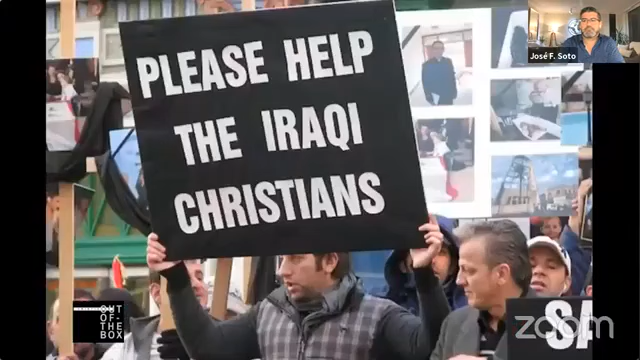 PLEASE HELP
THE IRAQI
CHRISTIANS
José F. Soto
OUT
OF-
THE
BOX
SA
zoom